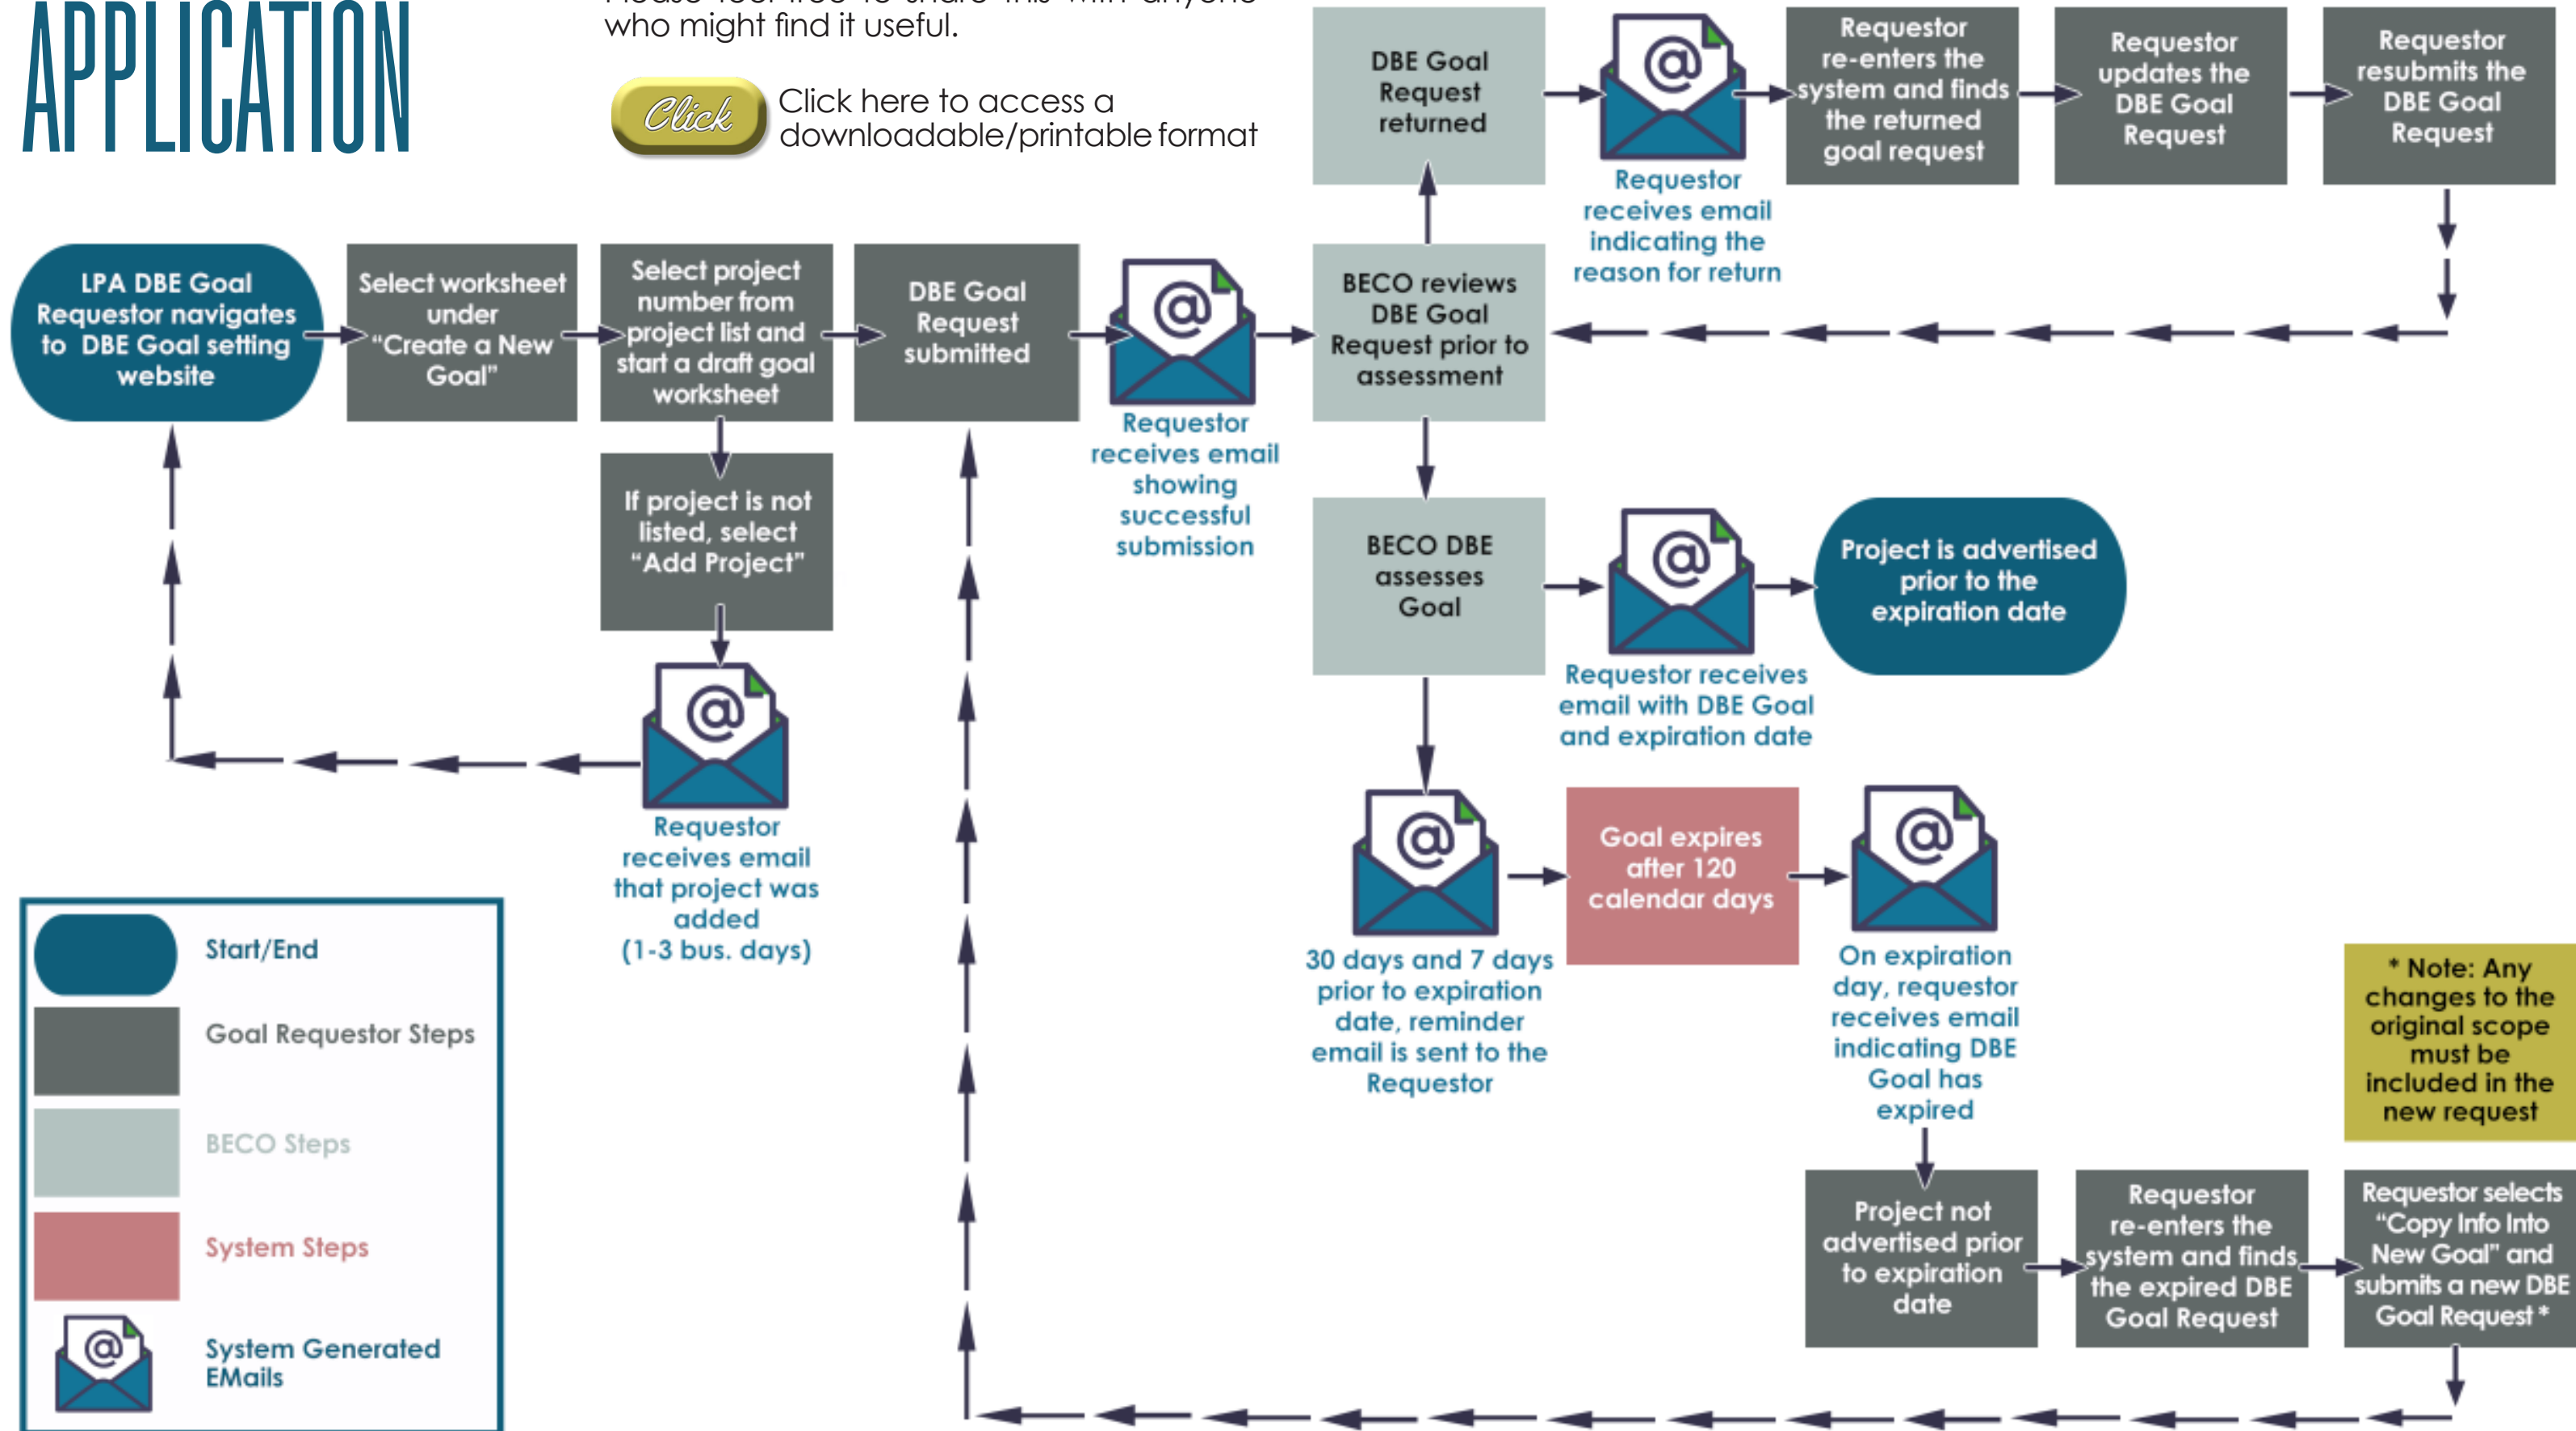 APPLICATION
who might find it useful.
Click
Click here to access a
downloadable/printable format
DBE Goal
Request
returned
Requestor
receives email
indicating the
reason for return
Requestor
re-enters the
system and finds
the returned
goal request
Requestor
updates the
DBE Goal
Request
Requestor
resubmits the
DBE Goal
Request
LPA DBE Goal
Requestor navigates
to DBE Goal setting
website
Select worksheet
under
“Create a New
Goal”
Select project
number from
project list and
start a draft goal
worksheet
DBE Goal
Request
submitted
Requestor
receives email
showing
successful
submission
BECO reviews
DBE Goal
Request prior to
assessment
If project is not
listed, select
“Add Project”
BECO DBE
assesses
Goal
Requestor receives
email with DBE Goal
and expiration date
Project is advertised
prior to the
expiration date
Requestor
receives email
that project was
added
(1-3 bus. days)
30 days and 7 days
prior to expiration
date, reminder
email is sent to the
Requestor
Goal expires
after 120
calendar days
On expiration
day, requestor
receives email
indicating DBE
Goal has
expired
* Note: Any
changes to the
original scope
must be
included in the
new request
Project not
advertised prior
to expiration
date
Requestor
re-enters the
system and finds
the expired DBE
Goal Request
Requestor selects
“Copy Info Into
New Goal” and
submits a new DBE
Goal Request *
Start/End
Goal Requestor Steps
BECO Steps
System Steps
System Generated
EMails